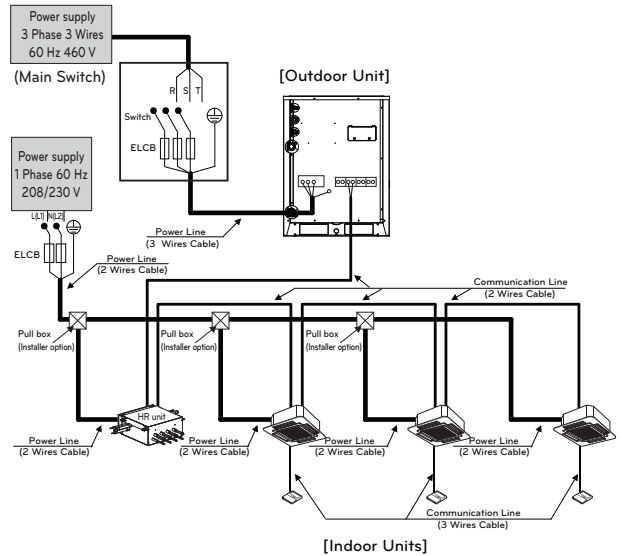 Power supply
3 Phase 3 Wires
60 Hz 460 V
(Main Switch)
R S T
Switch
ELCB
[Outdoor Unit]
Power supply
1 Phase 60 Hz
208/230 V
L(L1) N(L2)
ELCB
Power Line
(2 Wires Cable)
Power Line
(3 Wires Cable)
Communication Line
(2 Wires Cable)
Pull box
(Installer option)
Pull box
(Installer option)
Pull box
(Installer option)
HR unit
Power Line
(2 Wires Cable)
Power Line
(2 Wires Cable)
Power Line
(2 Wires Cable)
Power Line
(2 Wires Cable)
Communication Line
(3 Wires Cable)
[Indoor Units]